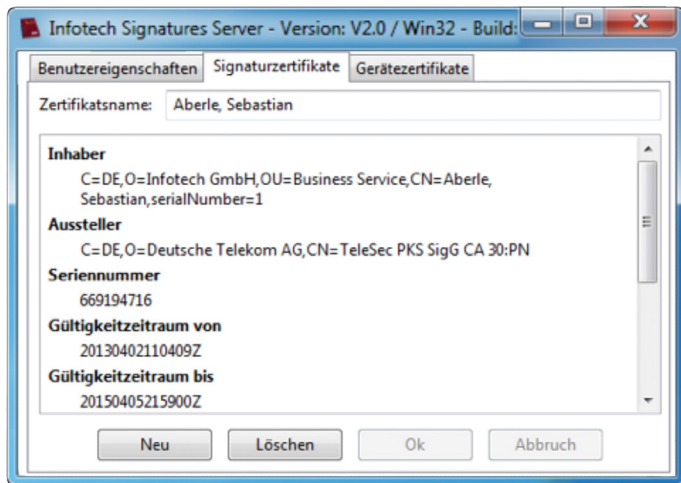 Infotech Signatures Server - Version: V2.0 / Win32 - Build:
Benutzereigenschaften Signaturzertifikate Gerätezertifikate
Zertifikatsname: Aberle, Sebastian
Inhaber
C=DE,O=Infotech GmbH,OU=Business Service,CN=Aberle,
Sebastian,serialNumber=1
Aussteller
C=DE,O=Deutsche Telekom AG,CN=TeleSec PKS SigG CA 30:PN
Seriennummer
669194716
Gültigkeitzeitraum von
20130402110409Z
Gültigkeitzeitraum bis
20150405215900Z
Neu Löschen Ok Abbruch